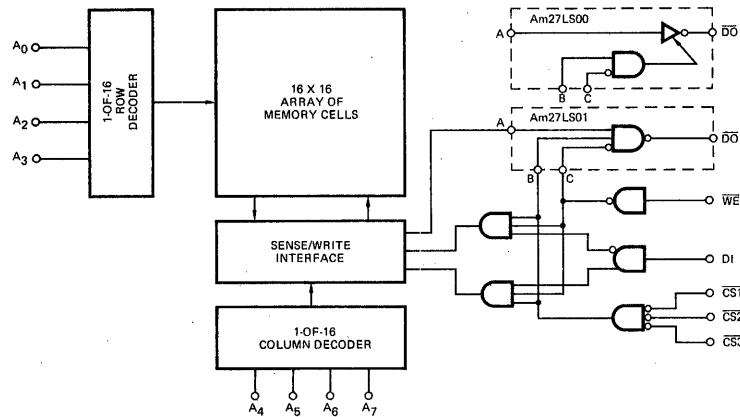 Am27LS00
A
DO
B
C
A0
A1
A2
A3
1-OF-16
ROW
DECODER
16 X 16
ARRAY OF
MEMORY CELLS
Am27LS01
A
DO
B
C
WE
SENSE/WRITE
INTERFACE
DI
CS1
CS2
CS3
1-OF-16
COLUMN DECODER
A4
A5
A6
A7